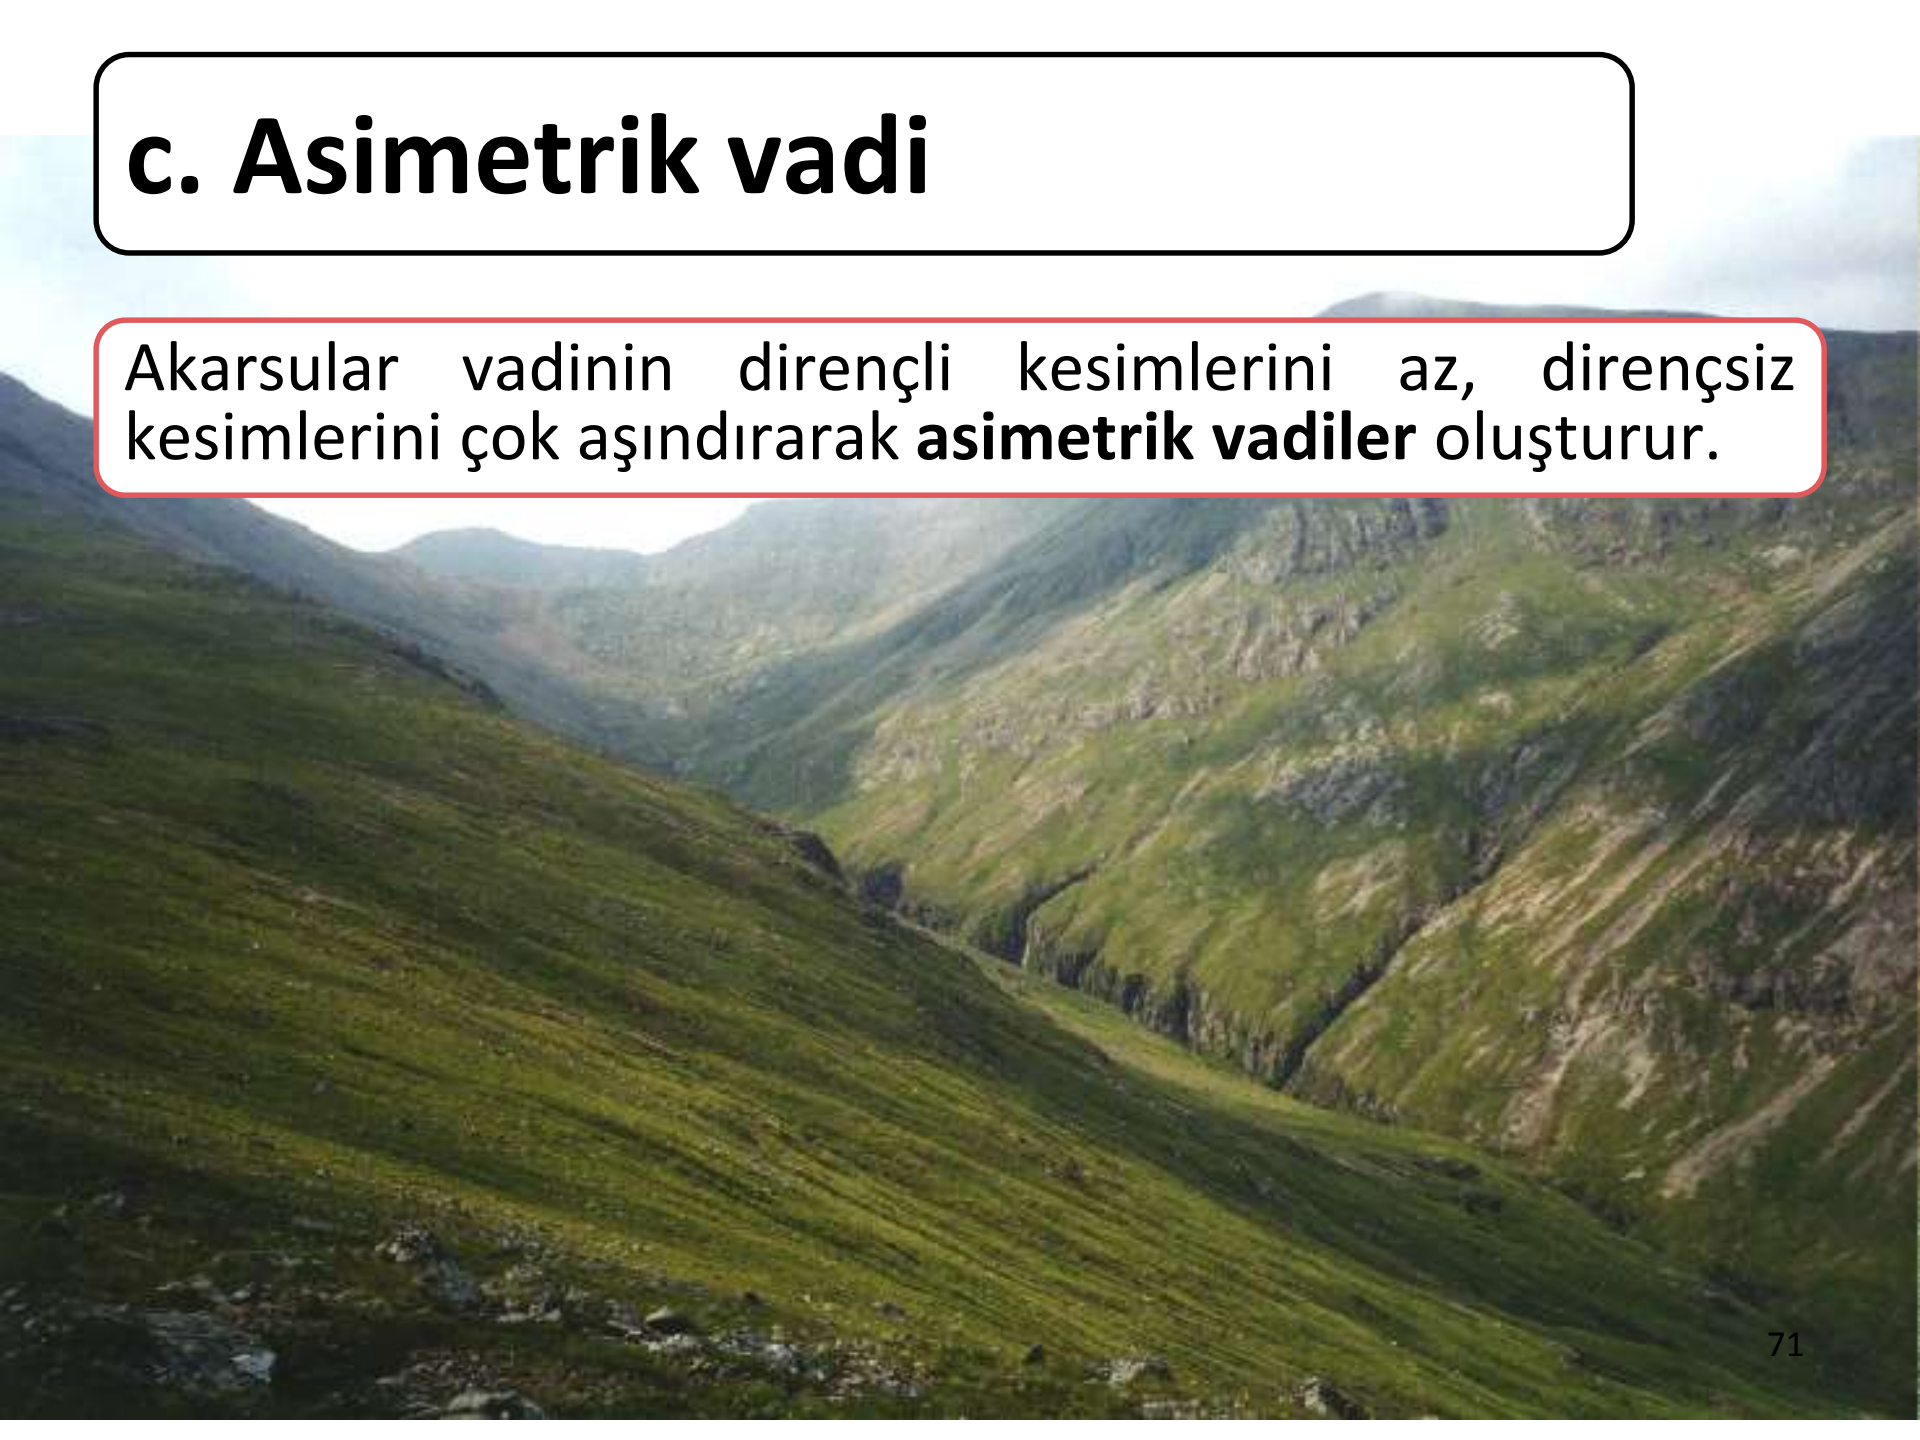 c. Asimetrik vadi
Akarsular vadinin dirençli kesimlerini az, dirençsiz
kesimlerini çok aşındırarak asimetrik vadiler oluşturur.
71